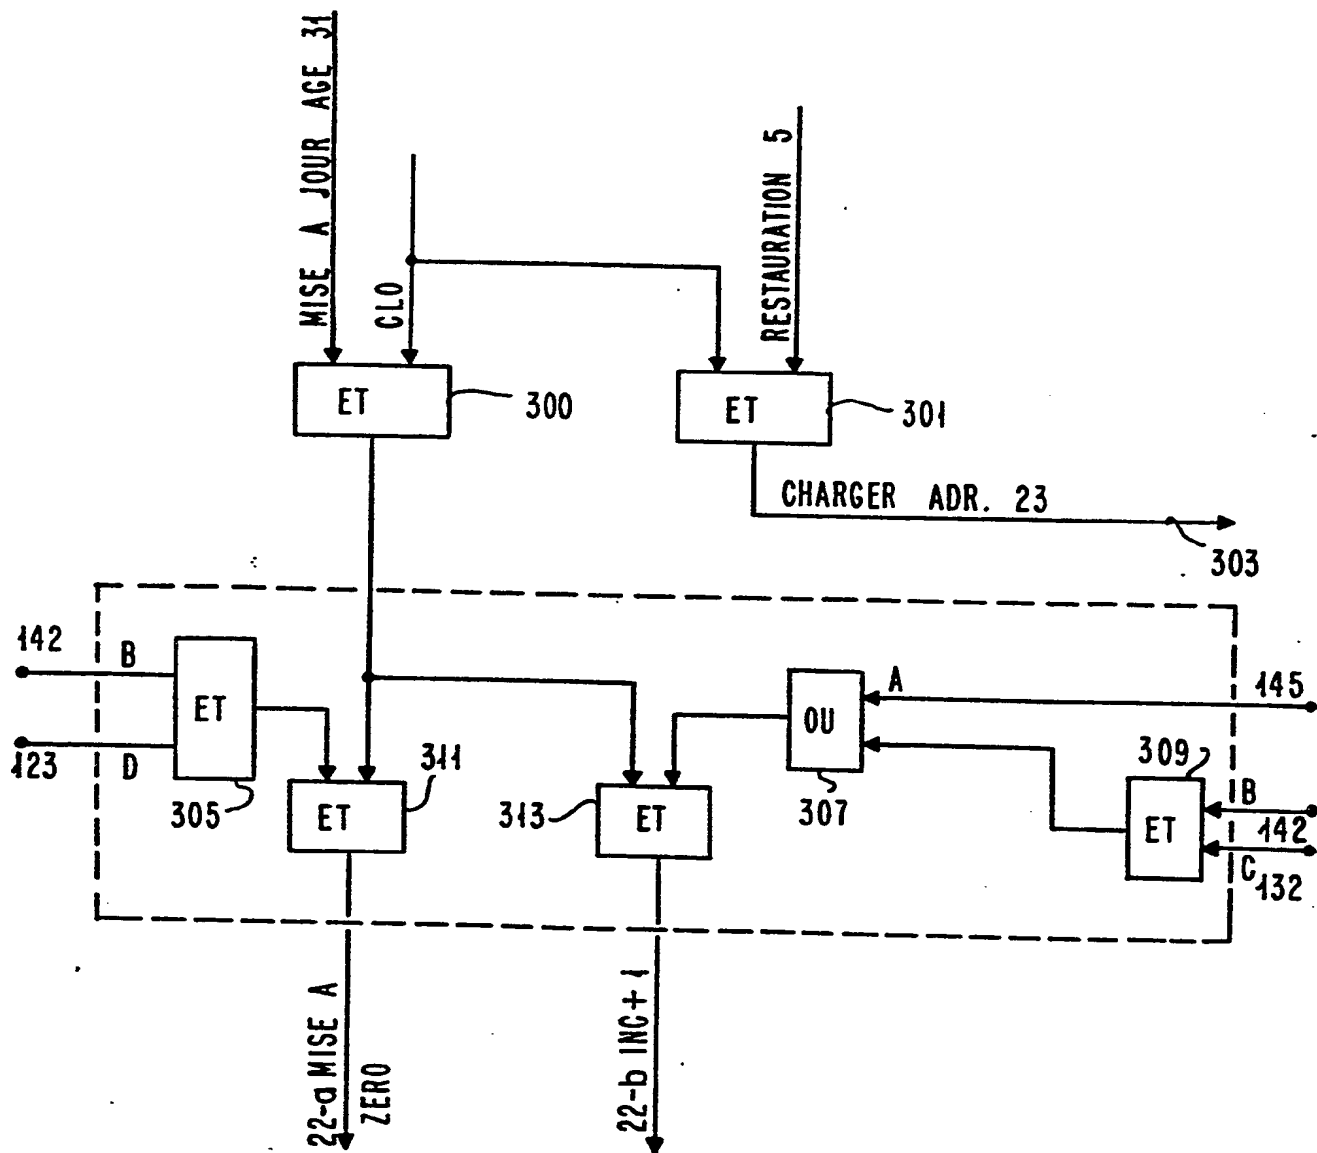 MISE A JOUR AGE 31
CLO
RESTAURATION 5
ET
300
ET
301
CHARGER ADR. 23
303
142
B
ET
123
D
305
ET
311
313
ET
OU
307
A
145
309
ET
B
142
C
132
22-a MISE A
ZERO
22-b INC+1